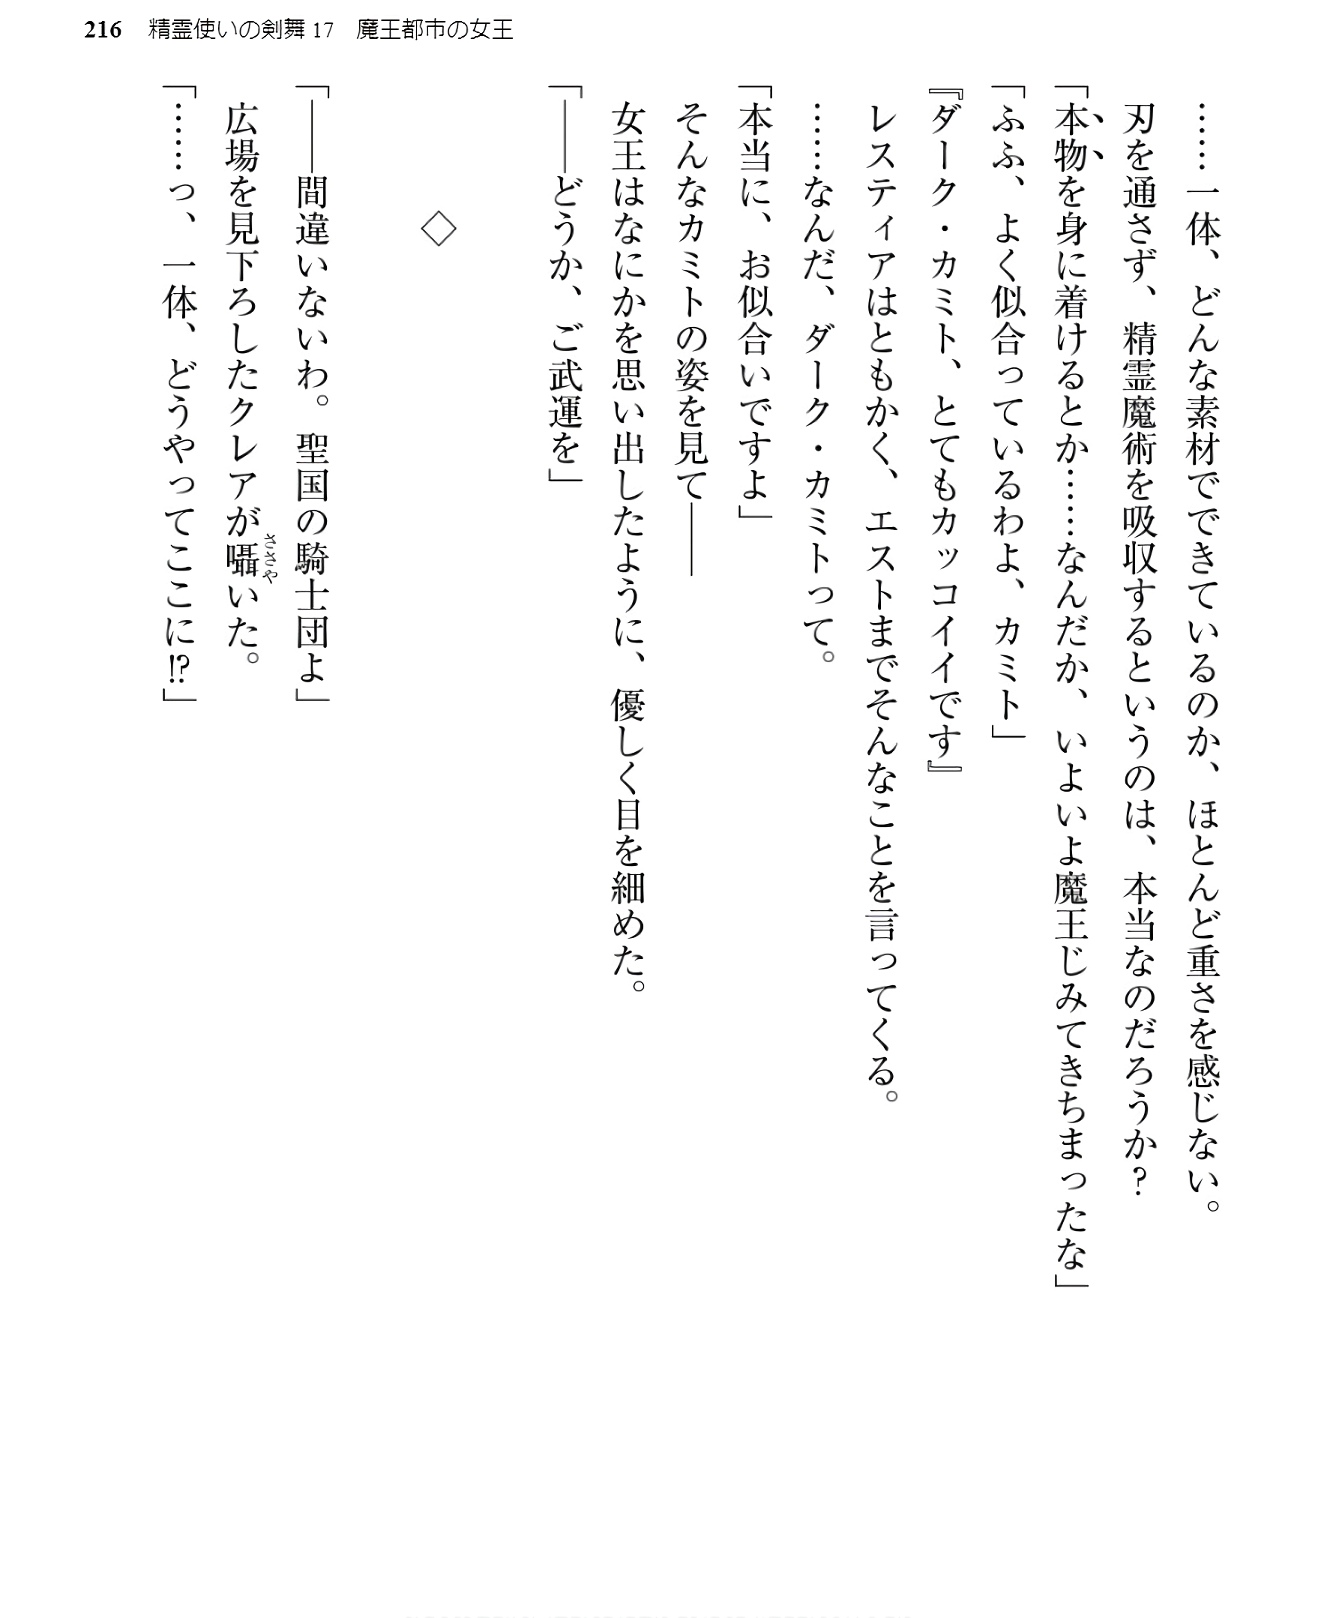 216 精霊使いの剣舞17 魔王都市の女王
……一体、どんな素材でできているのか、ほとんど重さを感じない。
刃を通さず、精霊魔術を吸収するというのは、本当なのだろうか？
「本物を身に着けるとか……なんだか、いよいよ魔王じみてきちまったな」
「ふふ、よく似合っているわよ、カミト」
『ダーク・カミト、とてもカッコイイです』
レスティアはともかく、エストまでそんなことを言ってくる。
……なんだ、ダーク・カミトって。
「本当に、お似合いですよ」
そんなカミトの姿を見て――
女王はなにかを思い出したように、優しく目を細めた。
「――どうか、ご武運を」
◇
「――間違いないわ。聖国の騎士団よ」
広場を見下ろしたクレアが囁いた。
ささや
「……っ、一体、どうやってここに⁉」